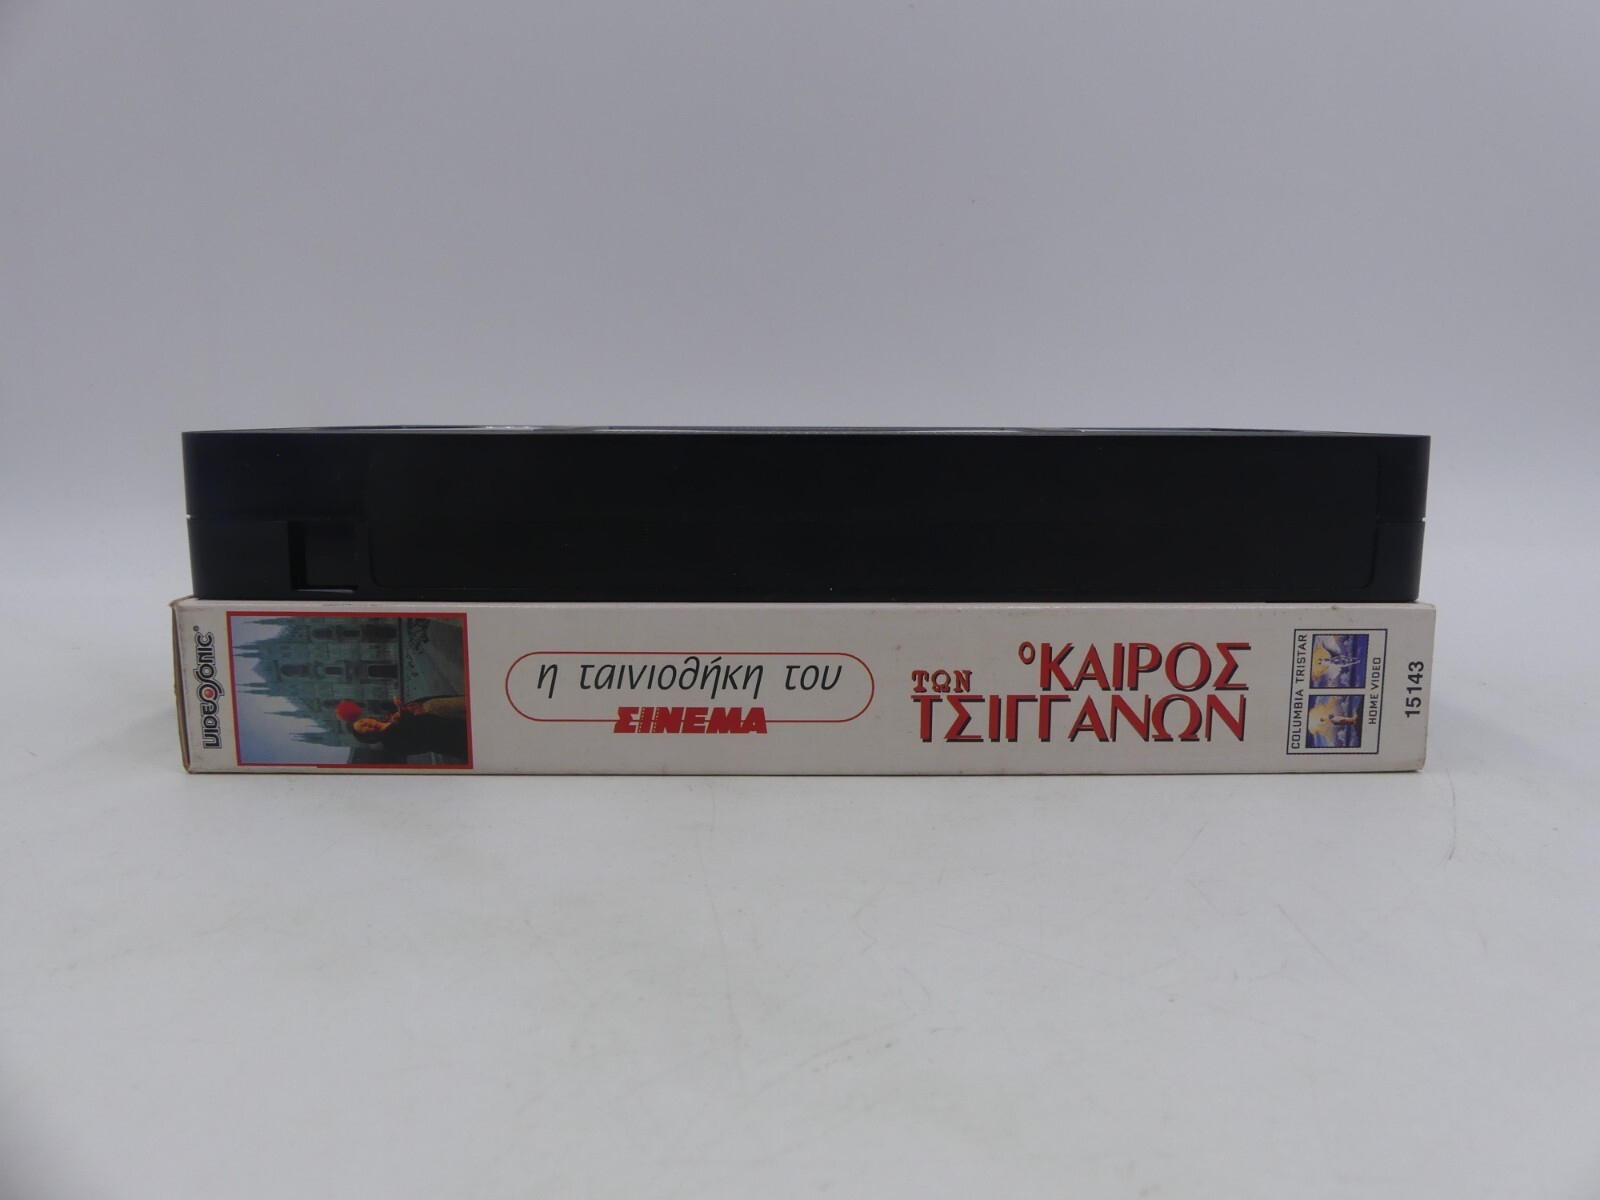 VIDEOSONIC®
η ταινιοθήκη του
ΣΙΝΕΜΑ
Ο ΚΑΙΡΟΣ
ΤΩΝ
ΤΣΙΓΓΑΝΩΝ
COLUMBIA TRISTAR
HOME VIDEO
15143